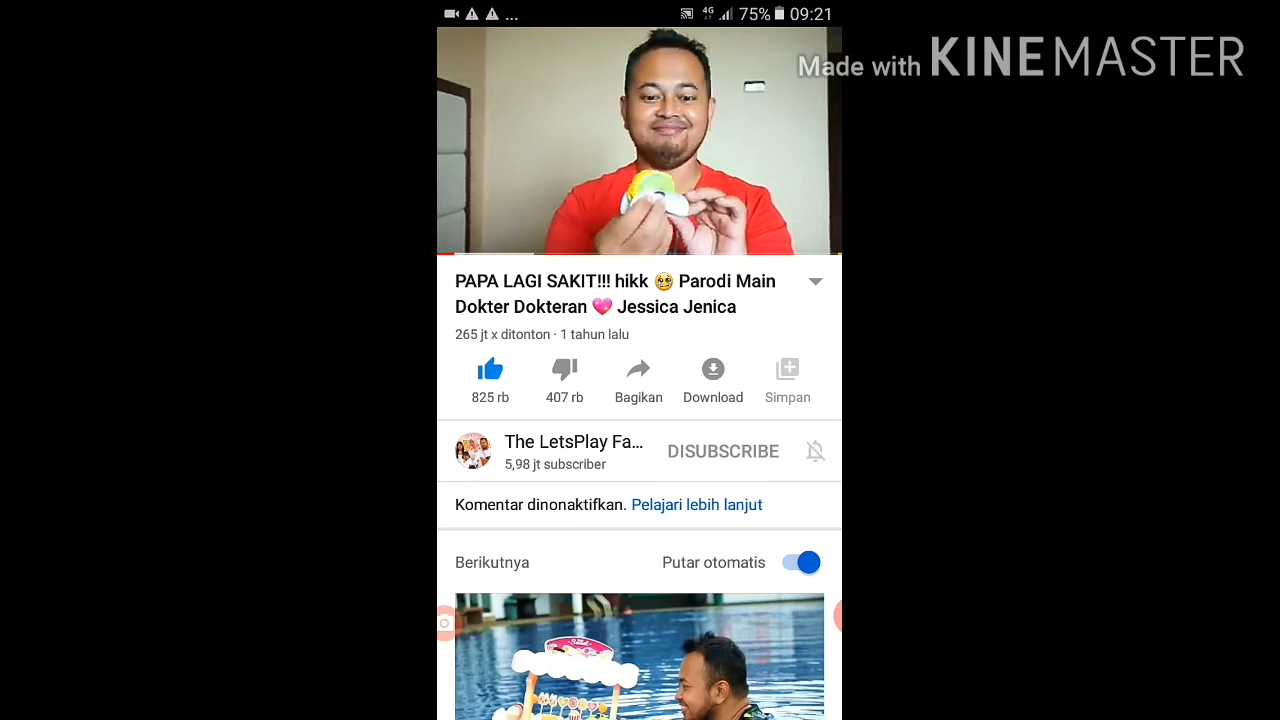 ... 4G 75% 09:21
Made with KINEMASTER
PAPA LAGI SAKIT!!! hikk 😢 Parodi Main
Dokter Dokteran 💖 Jessica Jenica
265 jt x ditonton · 1 tahun lalu
825 rb 407 rb Bagikan Download Simpan
The LetsPlay Fa... DISUBSCRIBE
5,98 jt subscriber
Komentar dinonaktifkan. Pelajari lebih lanjut
Berikutnya Putar otomatis